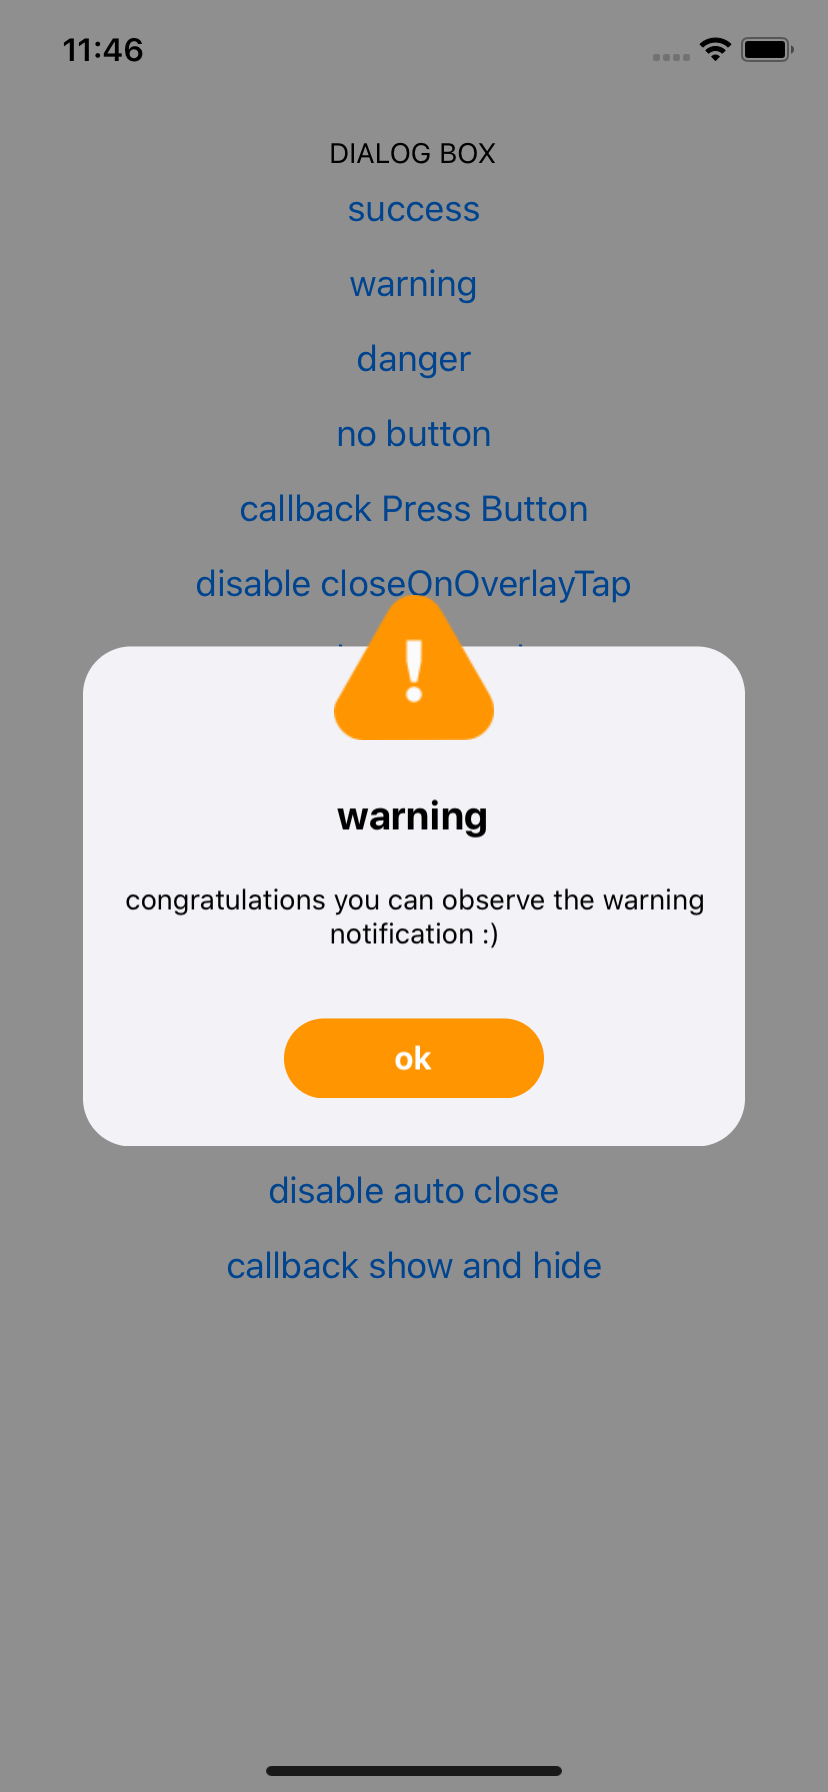 11:46
DIALOG BOX
success
warning
danger
no button
callback Press Button
disable closeOnOverlayTap
!
warning
congratulations you can observe the warning
notification :)
ok
disable auto close
callback show and hide